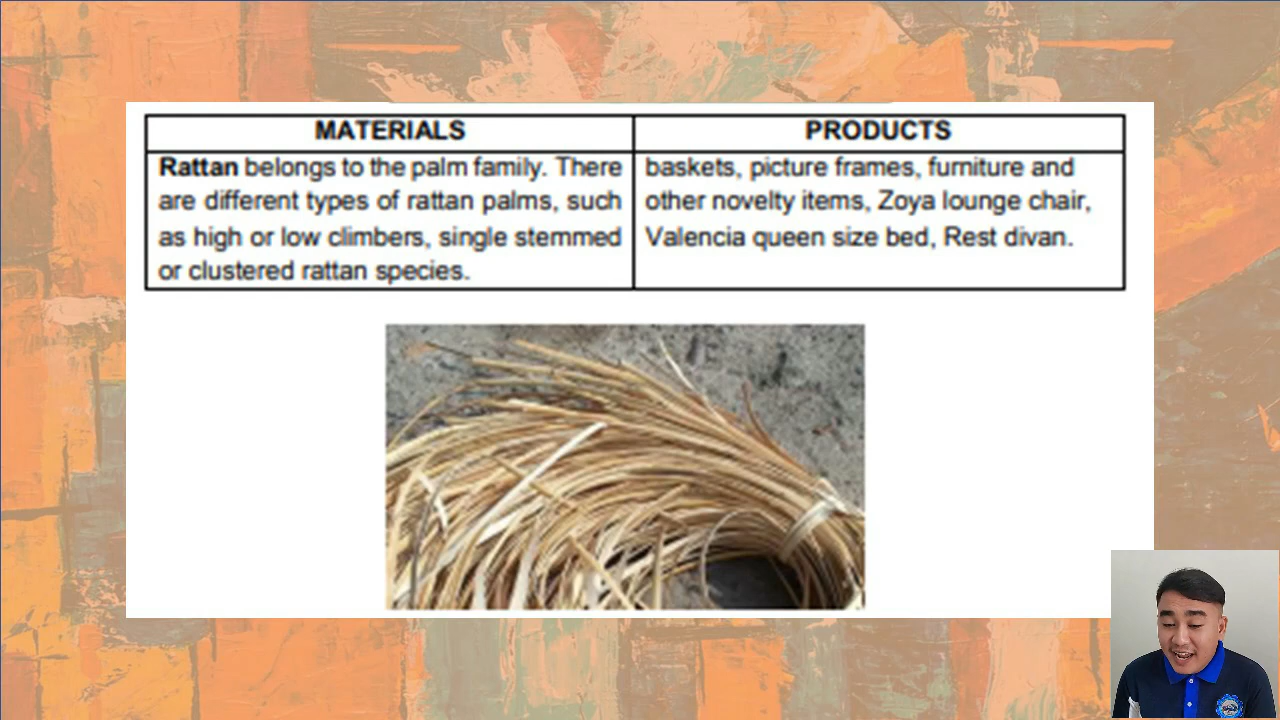 MATERIALS
PRODUCTS
Rattan belongs to the palm family. There
are different types of rattan palms, such
as high or low climbers, single stemmed
or clustered rattan species.
baskets, picture frames, furniture and
other novelty items, Zoya lounge chair,
Valencia queen size bed, Rest divan.